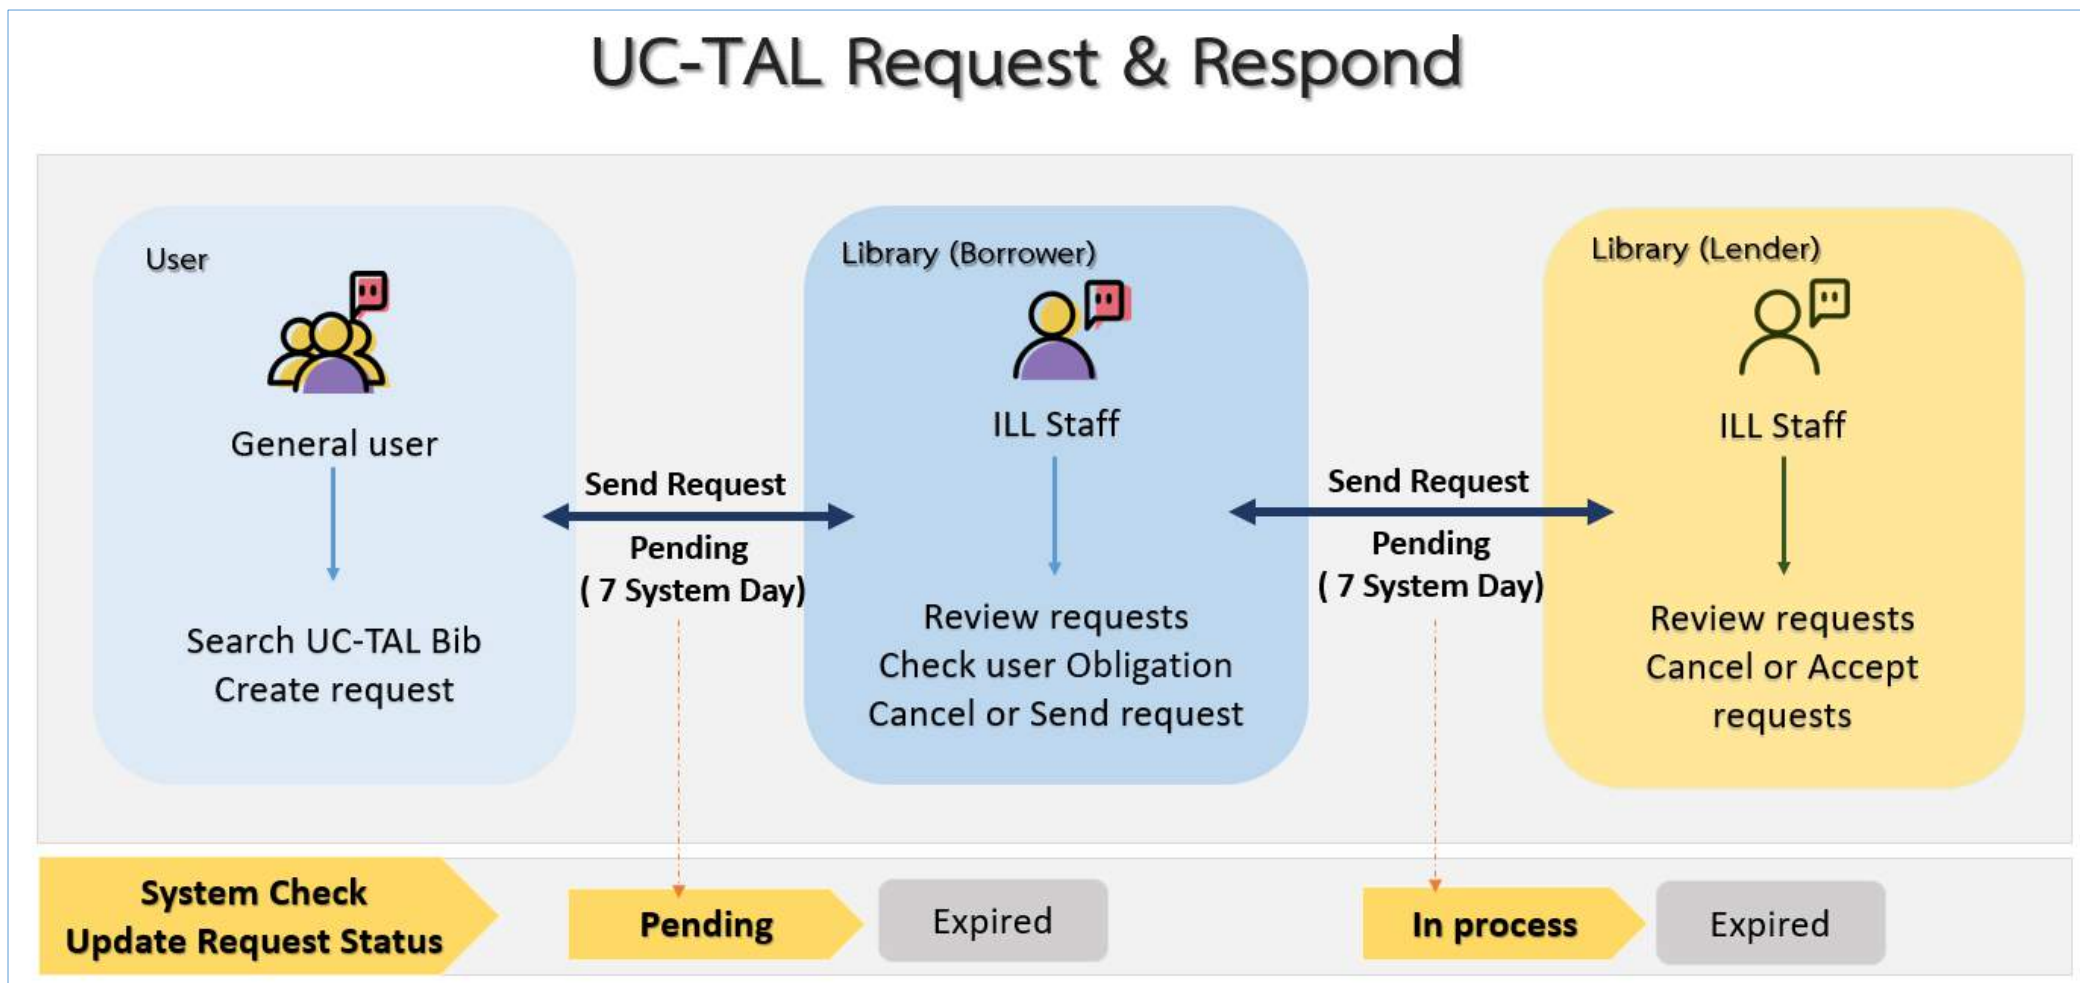 UC-TAL Request & Respond
User
General user
Search UC-TAL Bib
Create request
Send Request
Pending
( 7 System Day)
Library (Borrower)
ILL Staff
Review requests
Check user Obligation
Cancel or Send request
Send Request
Pending
( 7 System Day)
Library (Lender)
ILL Staff
Review requests
Cancel or Accept
requests
System Check
Update Request Status
Pending
Expired
In process
Expired